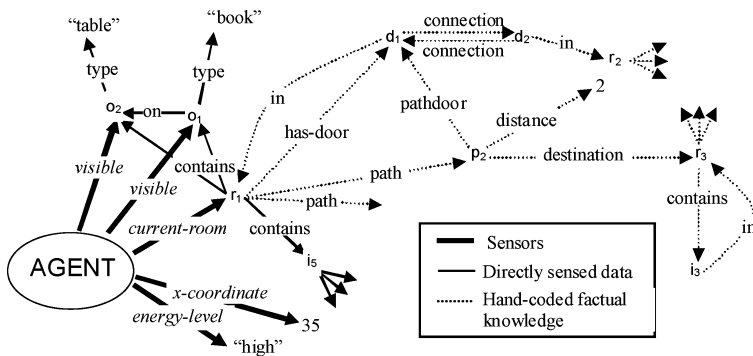 "table"
"book"
type
type
o₂
on
o₁
visible
visible
contains
AGENT
current-room
r₁
contains
i₅
x-coordinate
35
energy-level
"high"
in
has-door
path
path
d₁
connection
connection
d₂
in
r₂
pathdoor
distance
2
p₂
destination
r₃
contains
in
i₃
Sensors
Directly sensed data
Hand-coded factual
knowledge